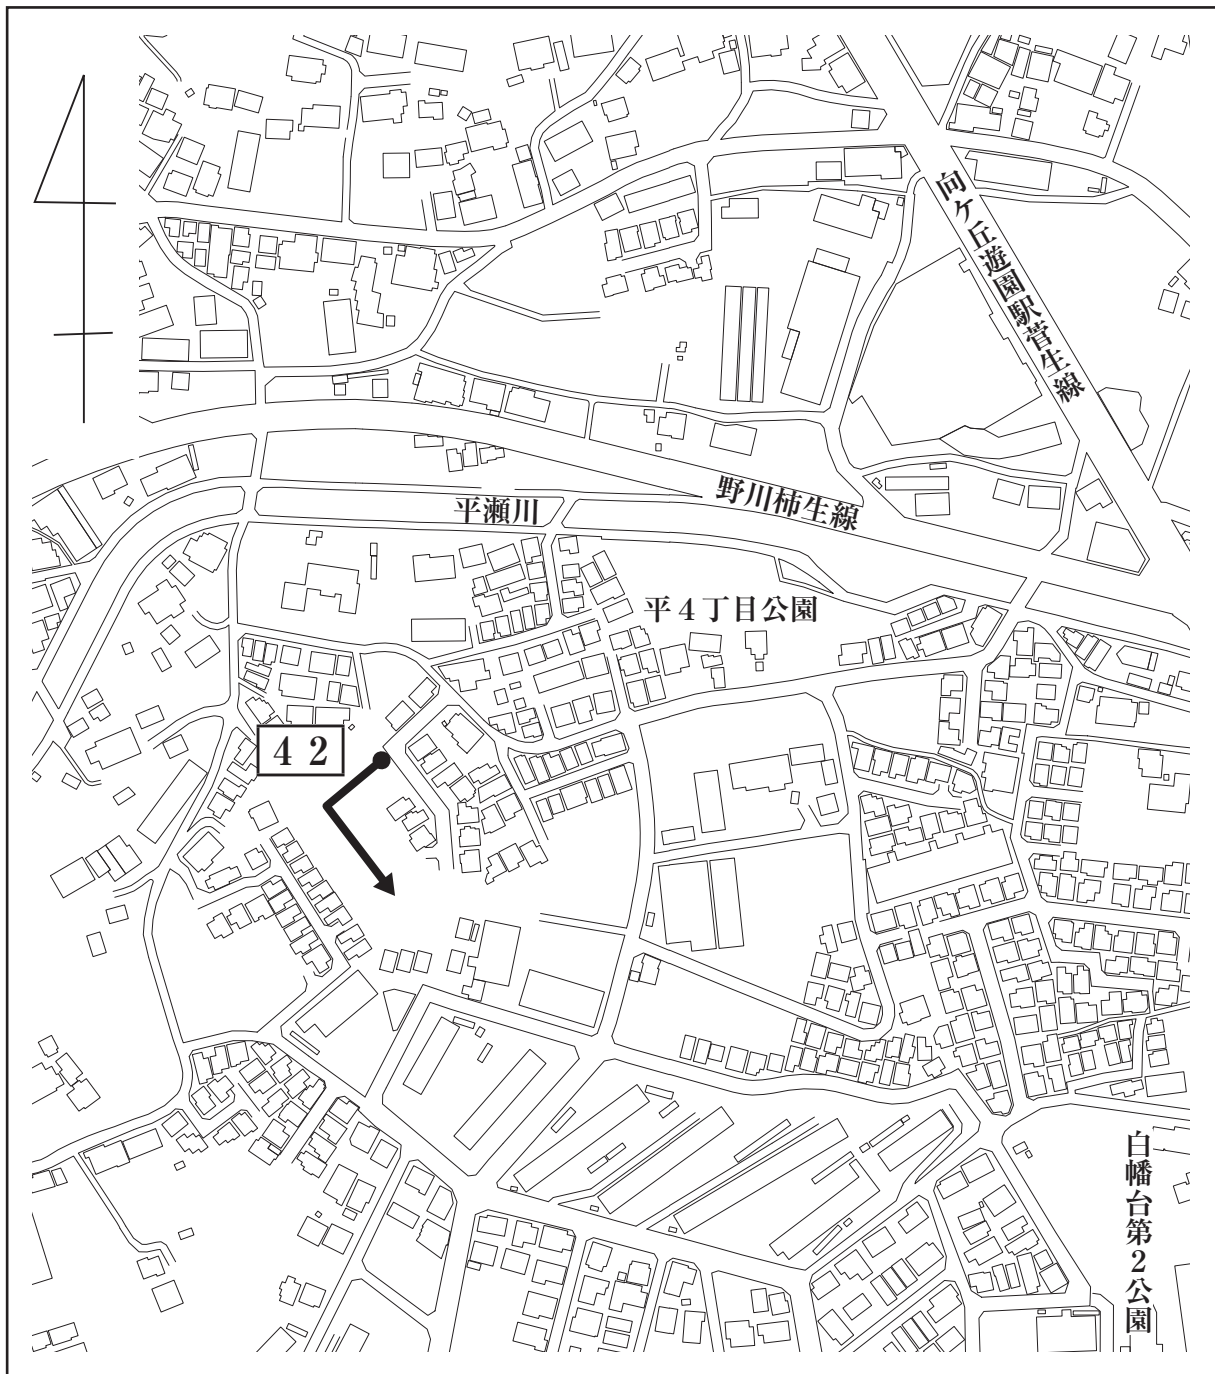 向ケ丘遊園駅菅生線
野川柿生線
平瀬川
平４丁目公園
４２
白幡台第２公園